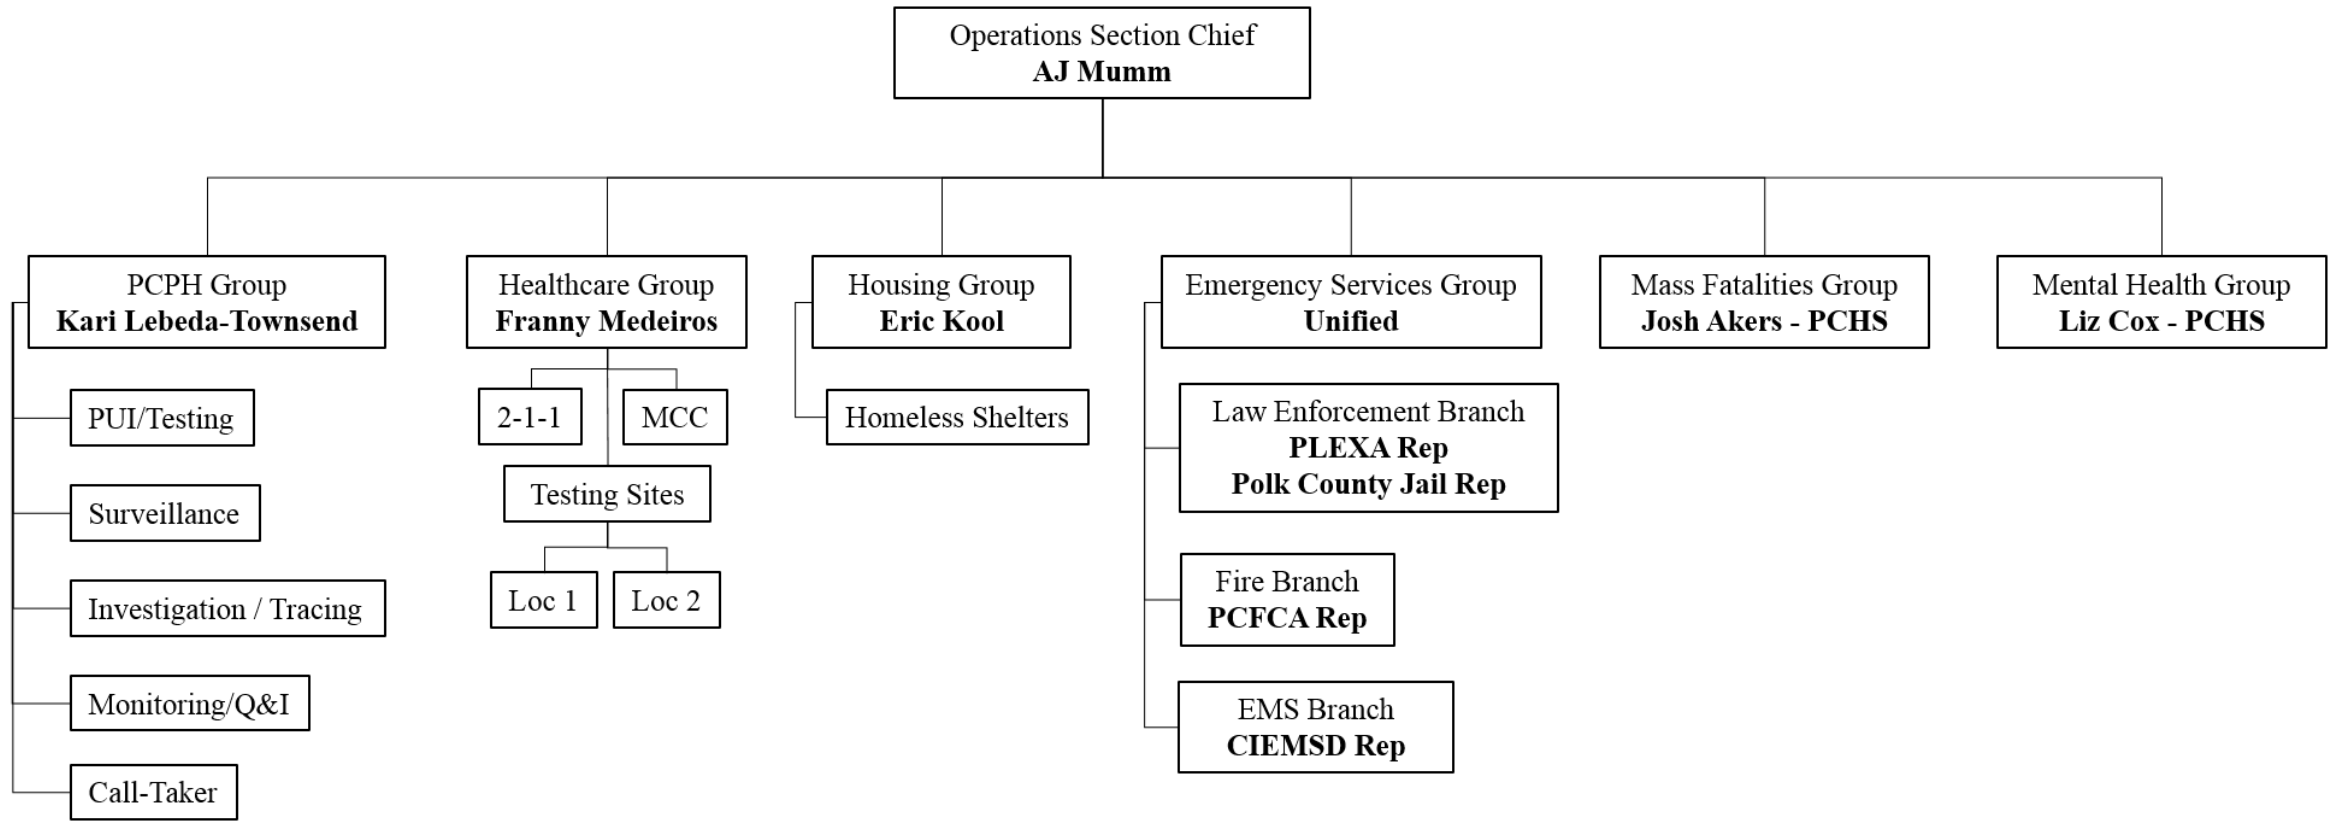 Operations Section Chief
AJ Mumm
PCPH Group
Kari Lebeda-Townsend
PUI/Testing
Surveillance
Investigation / Tracing
Monitoring/Q&I
Call-Taker
Healthcare Group
Franny Medeiros
2-1-1
MCC
Testing Sites
Loc 1
Loc 2
Housing Group
Eric Kool
Homeless Shelters
Emergency Services Group
Unified
Law Enforcement Branch
PLEXA Rep
Polk County Jail Rep
Fire Branch
PCFCA Rep
EMS Branch
CIEMSD Rep
Mass Fatalities Group
Josh Akers - PCHS
Mental Health Group
Liz Cox - PCHS